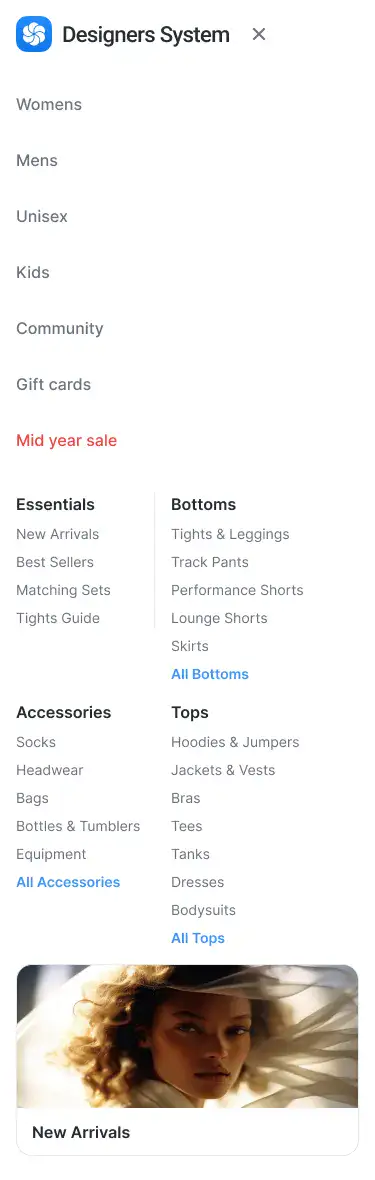 Designers System
Womens
Mens
Unisex
Kids
Community
Gift cards
Mid year sale
Essentials
New Arrivals
Best Sellers
Matching Sets
Tights Guide
Bottoms
Tights & Leggings
Track Pants
Performance Shorts
Lounge Shorts
Skirts
All Bottoms
Accessories
Socks
Headwear
Bags
Bottles & Tumblers
Equipment
All Accessories
Tops
Hoodies & Jumpers
Jackets & Vests
Bras
Tees
Tanks
Dresses
Bodysuits
All Tops
New Arrivals